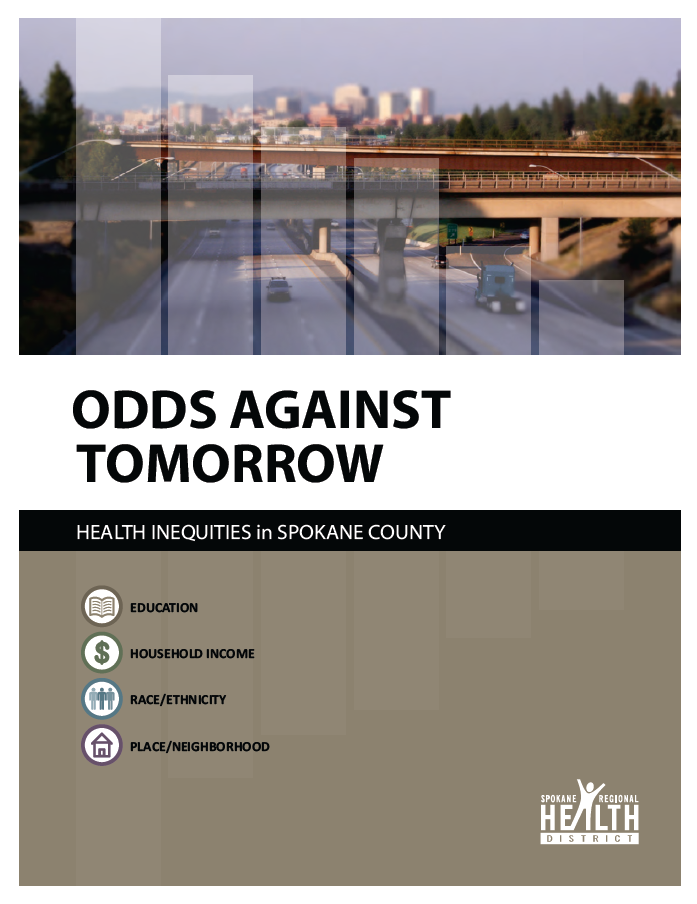 ODDS AGAINST
TOMORROW
HEALTH INEQUITIES in SPOKANE COUNTY
EDUCATION
HOUSEHOLD INCOME
RACE/ETHNICITY
PLACE/NEIGHBORHOOD
SPOKANE REGIONAL
HEALTH
DISTRICT